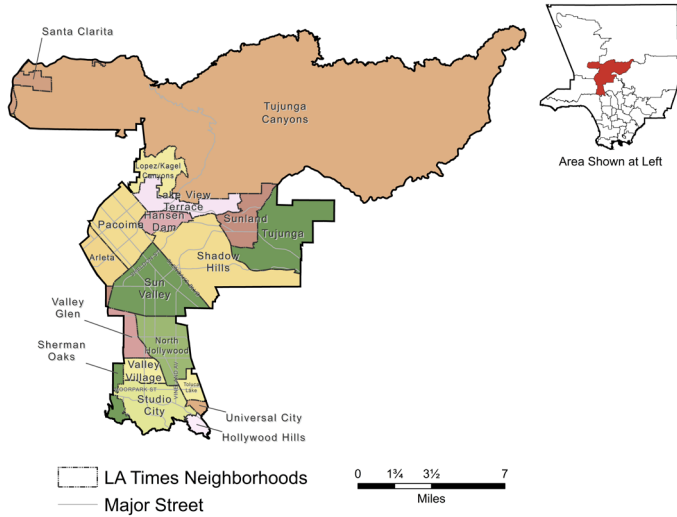 Santa Clarita
Tujunga
Canyons
Area Shown at Left
Lopez/Kagel
Canyons
Lake View
Terrace
Hansen
Dam
Sunland
Pacoima
Tujunga
Arleta
Shadow
Hills
Sun
Valley
Valley
Glen
Sherman
Oaks
North
Hollywood
Valley
Village
Toluca
Lake
MOORPARK ST
Studio
City
Universal City
Hollywood Hills
LA Times Neighborhoods
Major Street
0 1¾ 3½ 7
Miles